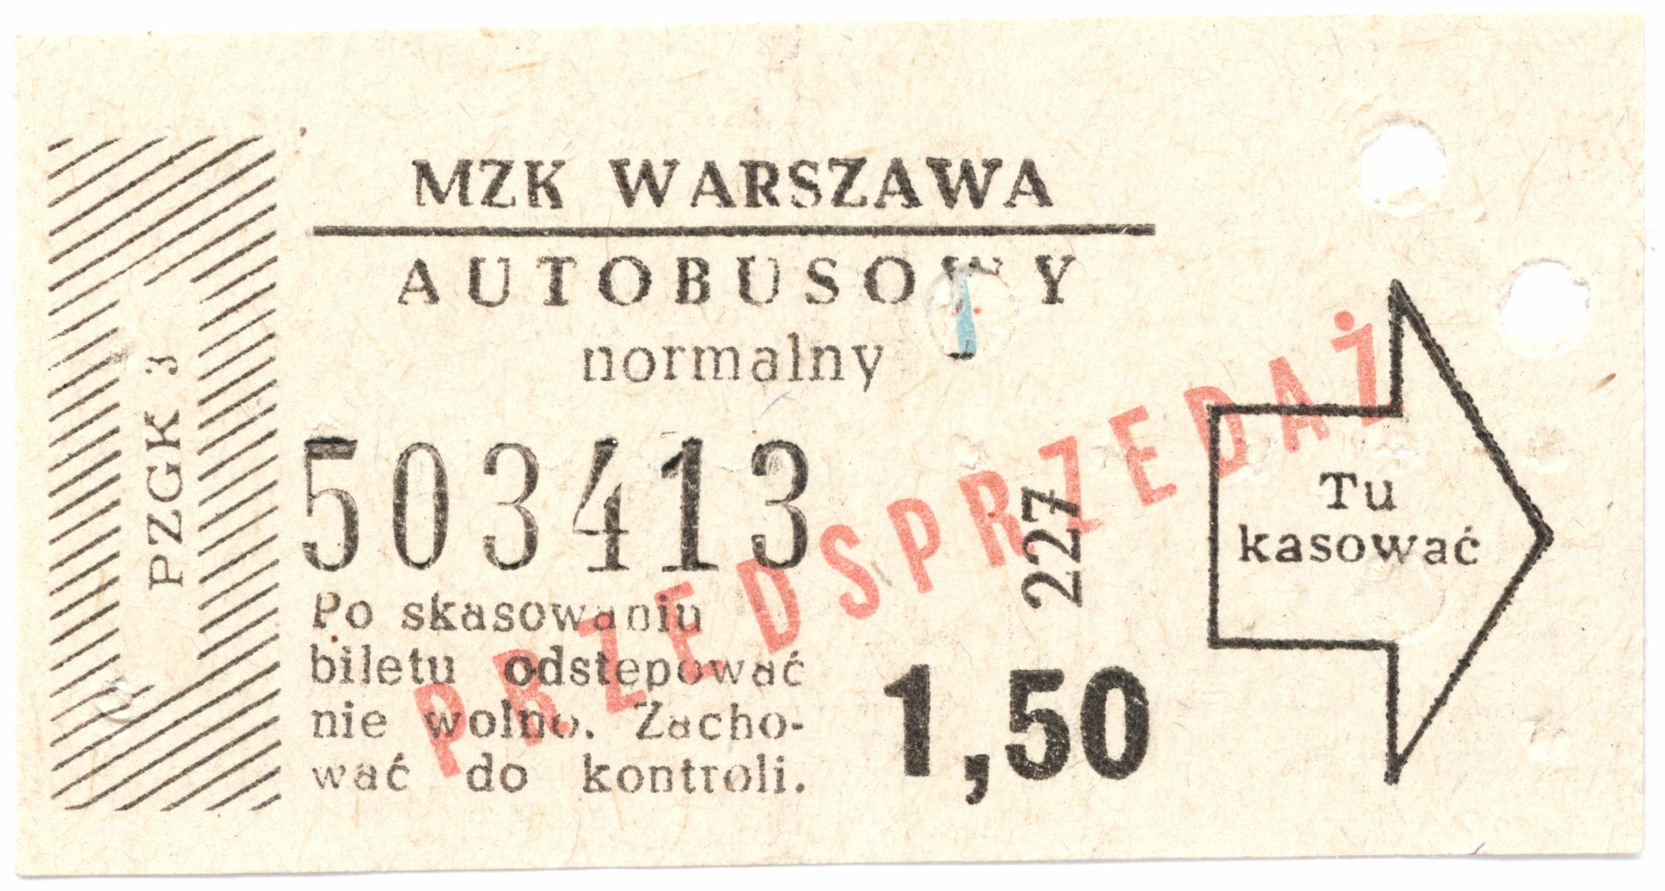 MZK WARSZAWA
AUTOBUSOWY
normalny
PZGK 3
503413
Po skasowaniu
biletu odstępować
nie wolno. Zacho-
wać do kontroli.
227
1,50
PRZEDSPRZEDAŻ
Tu
kasować